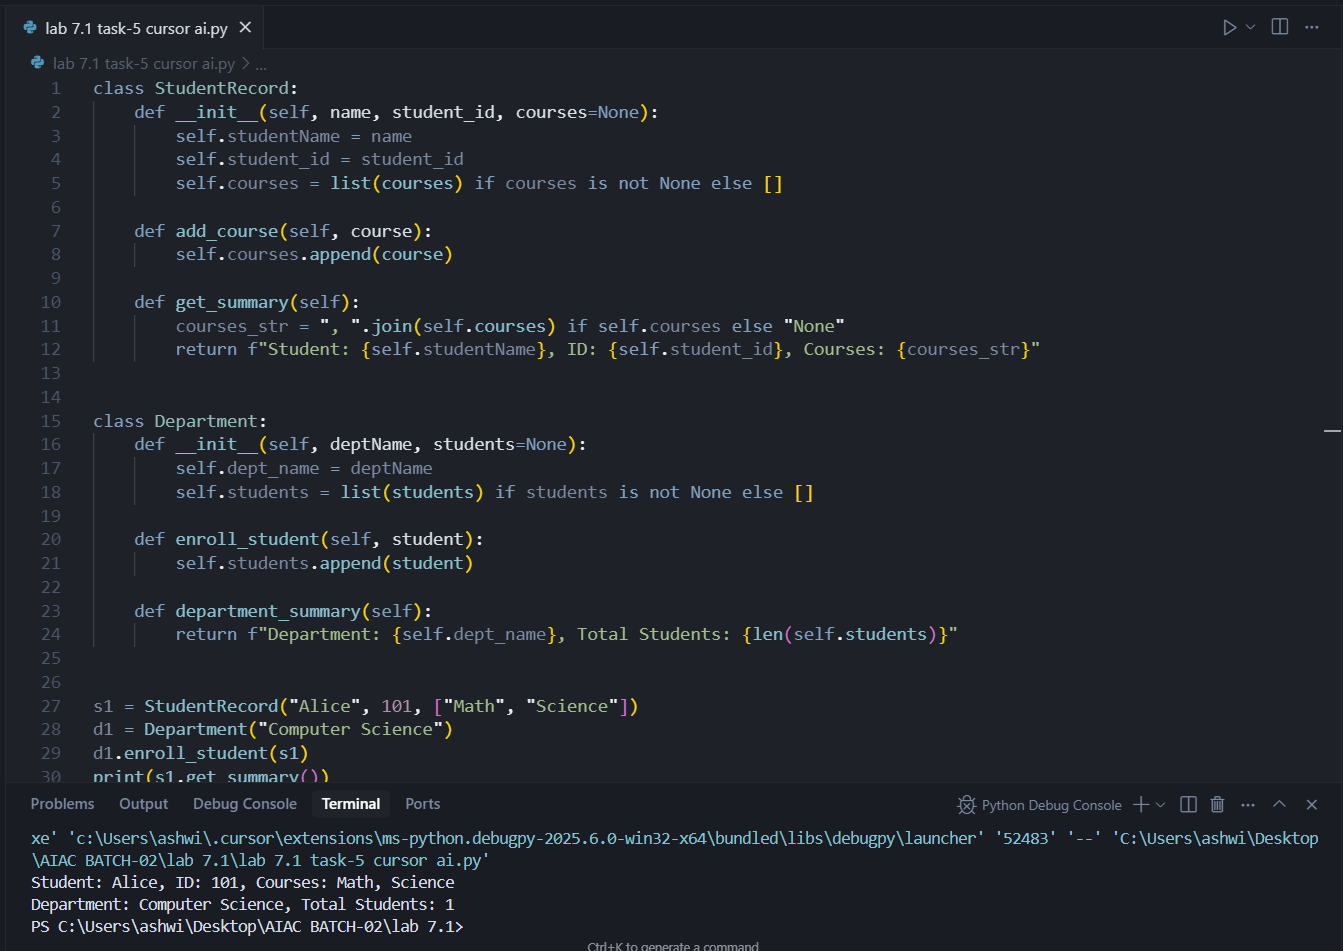 lab 7.1 task-5 cursor ai.py
lab 7.1 task-5 cursor ai.py > ...
1 class StudentRecord:
2     def __init__(self, name, student_id, courses=None):
3         self.studentName = name
4         self.student_id = student_id
5         self.courses = list(courses) if courses is not None else []
6
7     def add_course(self, course):
8         self.courses.append(course)
9
10     def get_summary(self):
11         courses_str = ", ".join(self.courses) if self.courses else "None"
12         return f"Student: {self.studentName}, ID: {self.student_id}, Courses: {courses_str}"
13
14
15 class Department:
16     def __init__(self, deptName, students=None):
17         self.dept_name = deptName
18         self.students = list(students) if students is not None else []
19
20     def enroll_student(self, student):
21         self.students.append(student)
22
23     def department_summary(self):
24         return f"Department: {self.dept_name}, Total Students: {len(self.students)}"
25
26
27 s1 = StudentRecord("Alice", 101, ["Math", "Science"])
28 d1 = Department("Computer Science")
29 d1.enroll_student(s1)
30 print(s1.get_summary())
Problems Output Debug Console Terminal Ports Python Debug Console
xe' 'c:\Users\ashwi\.cursor\extensions\ms-python.debugpy-2025.6.0-win32-x64\bundled\libs\debugpy\launcher' '52483' '--' 'C:\Users\ashwi\Desktop
\AIAC BATCH-02\lab 7.1\lab 7.1 task-5 cursor ai.py'
Student: Alice, ID: 101, Courses: Math, Science
Department: Computer Science, Total Students: 1
PS C:\Users\ashwi\Desktop\AIAC BATCH-02\lab 7.1>
Ctrl+K to generate a command